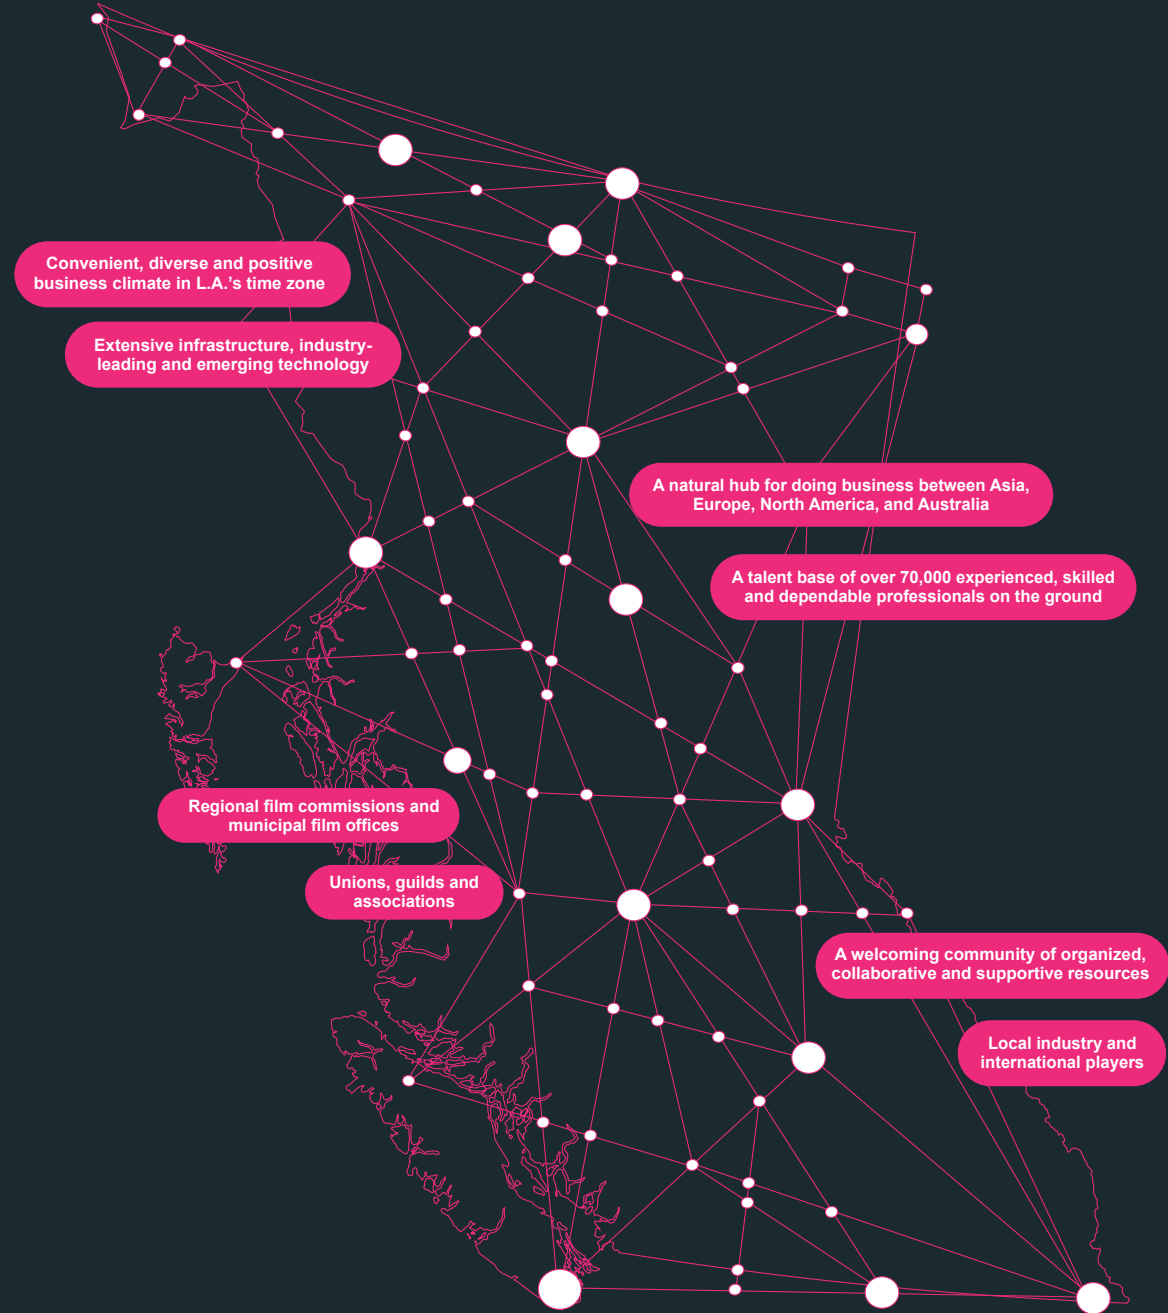 Convenient, diverse and positive
business climate in L.A.’s time zone
Extensive infrastructure, industry-
leading and emerging technology
A natural hub for doing business between Asia,
Europe, North America, and Australia
A talent base of over 70,000 experienced, skilled
and dependable professionals on the ground
Regional film commissions and
municipal film offices
Unions, guilds and
associations
A welcoming community of organized,
collaborative and supportive resources
Local industry and
international players